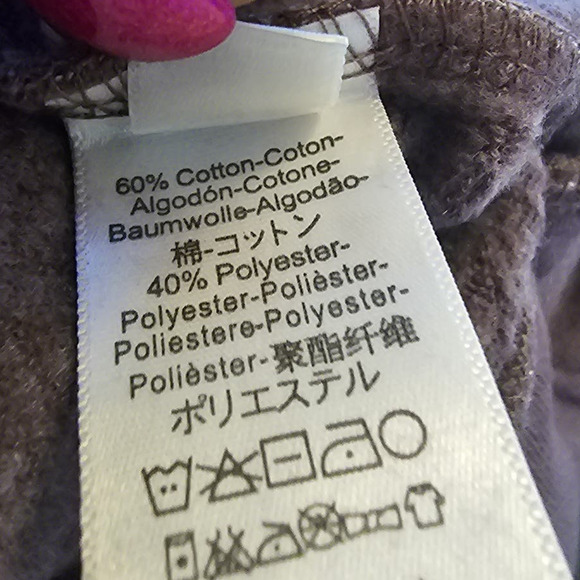 60% Cotton-Coton-
Algodón-Cotone-
Baumwolle-Algodão-
棉-コットン
40% Polyester-
Polyester-Polièster-
Poliestere-Polyester-
Polièster-聚酯纤维
ポリエステル